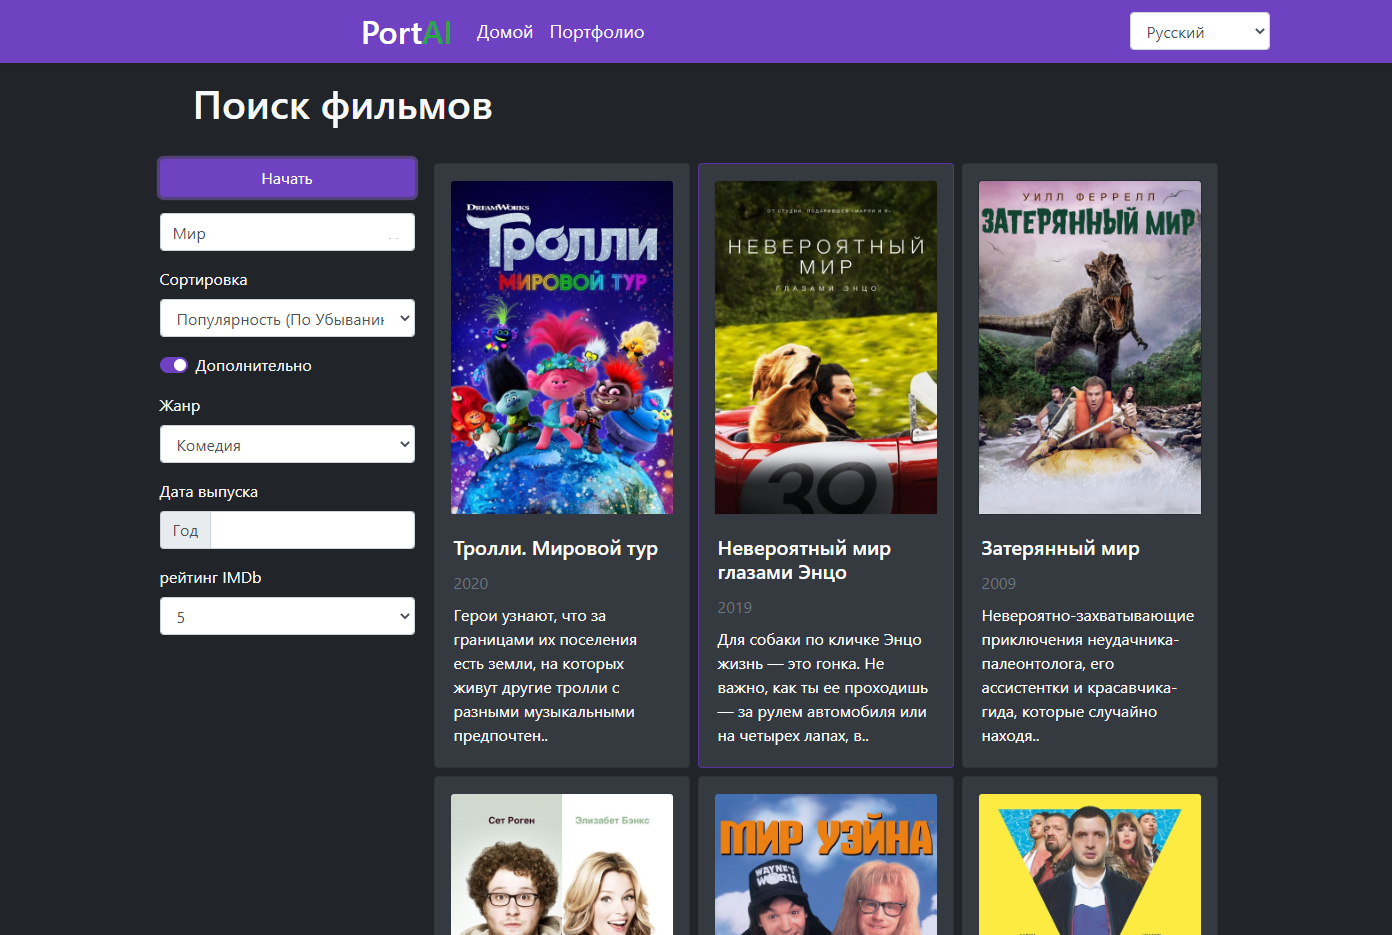 PortAI
Домой
Портфолио
Русский
Поиск фильмов
Начать
Мир
Сортировка
Популярность (По Убывани
Дополнительно
Жанр
Комедия
Дата выпуска
Год
рейтинг IMDb
5
DREAMWORKS
Тролли
МИРОВОЙ ТУР
Тролли. Мировой тур
2020
Герои узнают, что за
границами их поселения
есть земли, на которых
живут другие тролли с
разными музыкальными
предпочтен..
ОТ СТУДИИ, ПОДАРИВШЕЙ «МАРЛИ И Я»
НЕВЕРОЯТНЫЙ
МИР
ГЛАЗАМИ ЭНЦО
39
Невероятный мир
глазами Энцо
2019
Для собаки по кличке Энцо
жизнь — это гонка. Не
важно, как ты ее проходишь
— за рулем автомобиля или
на четырех лапах, в..
УИЛЛ ФЕРРЕЛЛ
ЗАТЕРЯННЫЙ МИР
Затерянный мир
2009
Невероятно-захватывающие
приключения неудачника-
палеонтолога, его
ассистентки и красавчика-
гида, которые случайно
находя..
Сет Роген
Элизабет Бэнкс
МИР УЭЙНА
WAYNE'S
WORLD